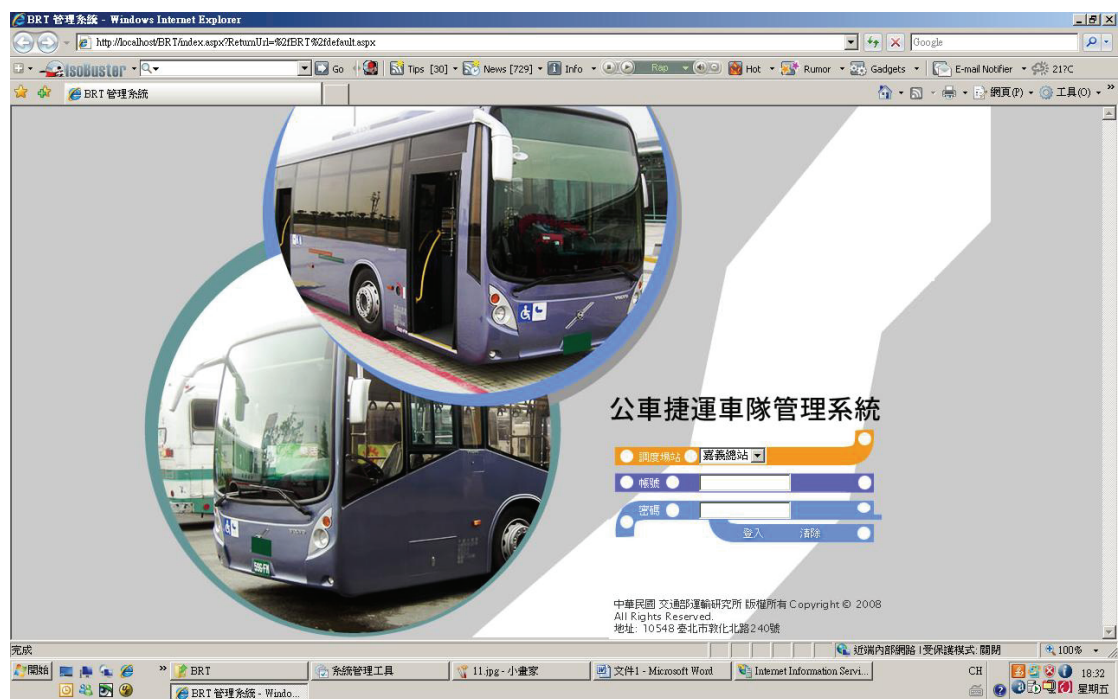 BRT 管理系統 - Windows Internet Explorer
http://localhost/BRT/index.aspx?ReturnUrl=%2fBRT%2fdefault.aspx
Google
IsoBuster
Go
Tips [30]
News [729]
Info
Rap
Hot
Rumor
Gadgets
E-mail Notifier
21?C
BRT 管理系統
網頁(P)
工具(O)
公車捷運車隊管理系統
調度場站
嘉義總站
帳號
密碼
登入 清除
VOLVO
VOLVO
596-FN
中華民國 交通部運輸研究所 版權所有 Copyright © 2008
All Rights Reserved.
地址: 10548 臺北市敦化北路240號
完成
近端內部網路 | 受保護模式: 關閉
100%
開始
BRT
系統管理工具
11.jpg - 小畫家
文件1 - Microsoft Word
Internet Information Servi...
CH
18:32
BRT 管理系統 - Windo...
星期五